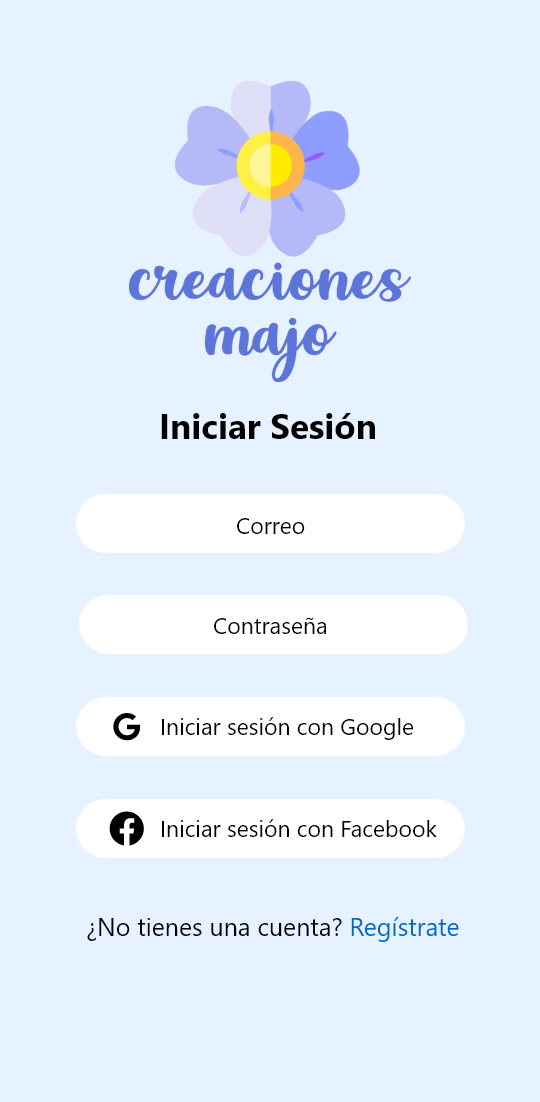 creaciones
majo
Iniciar Sesión
Correo
Contraseña
Iniciar sesión con Google
Iniciar sesión con Facebook
¿No tienes una cuenta? Regístrate